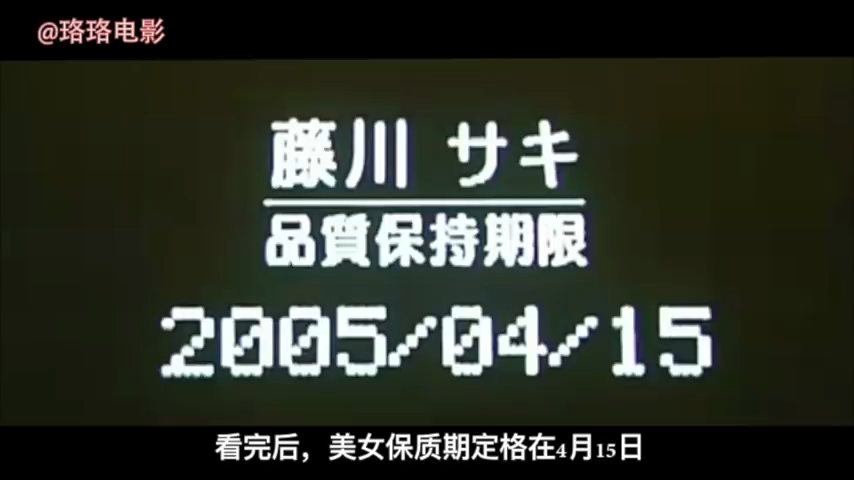 @珞珞电影
藤川 サキ
品質保持期限
2005/04/15
看完后，美女保质期定格在4月15日